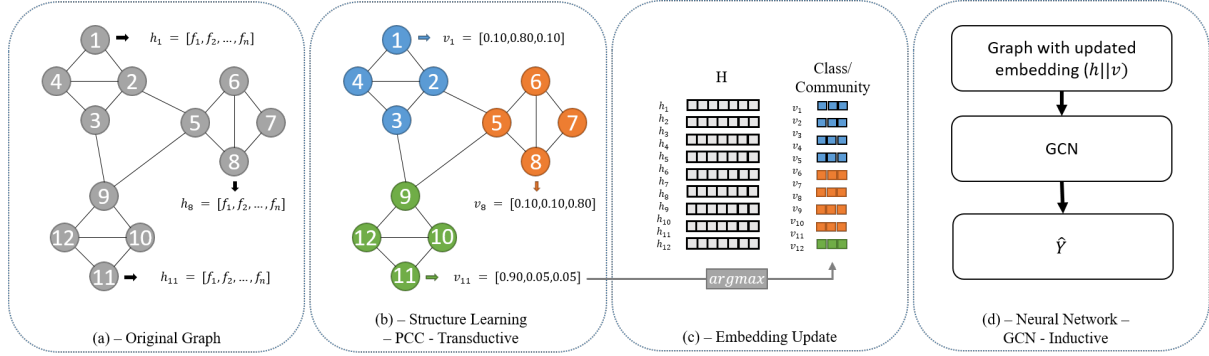 1
h₁ = [f₁, f₂, …, fₙ]
4
2
6
3
5
7
8
9
h₈ = [f₁, f₂, …, fₙ]
12
10
11
h₁₁ = [f₁, f₂, …, fₙ]
(a) – Original Graph
1
v₁ = [0.10,0.80,0.10]
4
2
6
3
5
7
8
9
v₈ = [0.10,0.10,0.80]
12
10
11
v₁₁ = [0.90,0.05,0.05]
(b) – Structure Learning
– PCC - Transductive
H
Class/
Community
h₁
h₂
h₃
h₄
h₅
h₆
h₇
h₈
h₉
h₁₀
h₁₁
h₁₂
v₁
v₂
v₃
v₄
v₅
v₆
v₇
v₈
v₉
v₁₀
v₁₁
v₁₂
argmax
(c) – Embedding Update
Graph with updated
embedding (h||v)
GCN
Ŷ
(d) – Neural Network –
GCN - Inductive